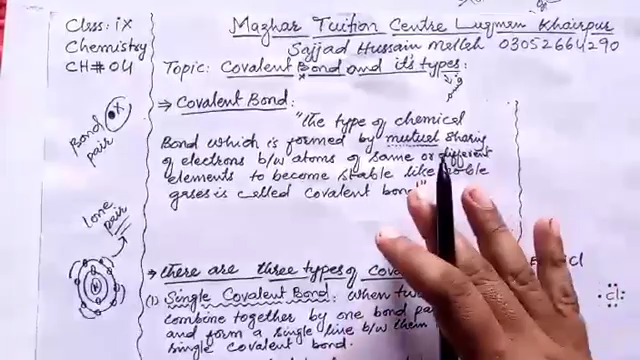 Class: ix
Chemistry
CH# 04
Mazhar Tuition Centre Luqman Khairpur
Sajjad Hussain Mellah 03052664290
Topic: Covalent Bond and its types:
→ Covalent Bond:
"The type of chemical
Bond which is formed by mutual sharing
of electrons b/w atoms of same or different
elements to become stable like noble
gases is called covalent bond"
Bond
pair
lone
pair
→ There are three types of Cov
(1) Single Covalent Bond: when two
combine together by one bond pa
and form a single line b/w them
single covalent bond.
Cl